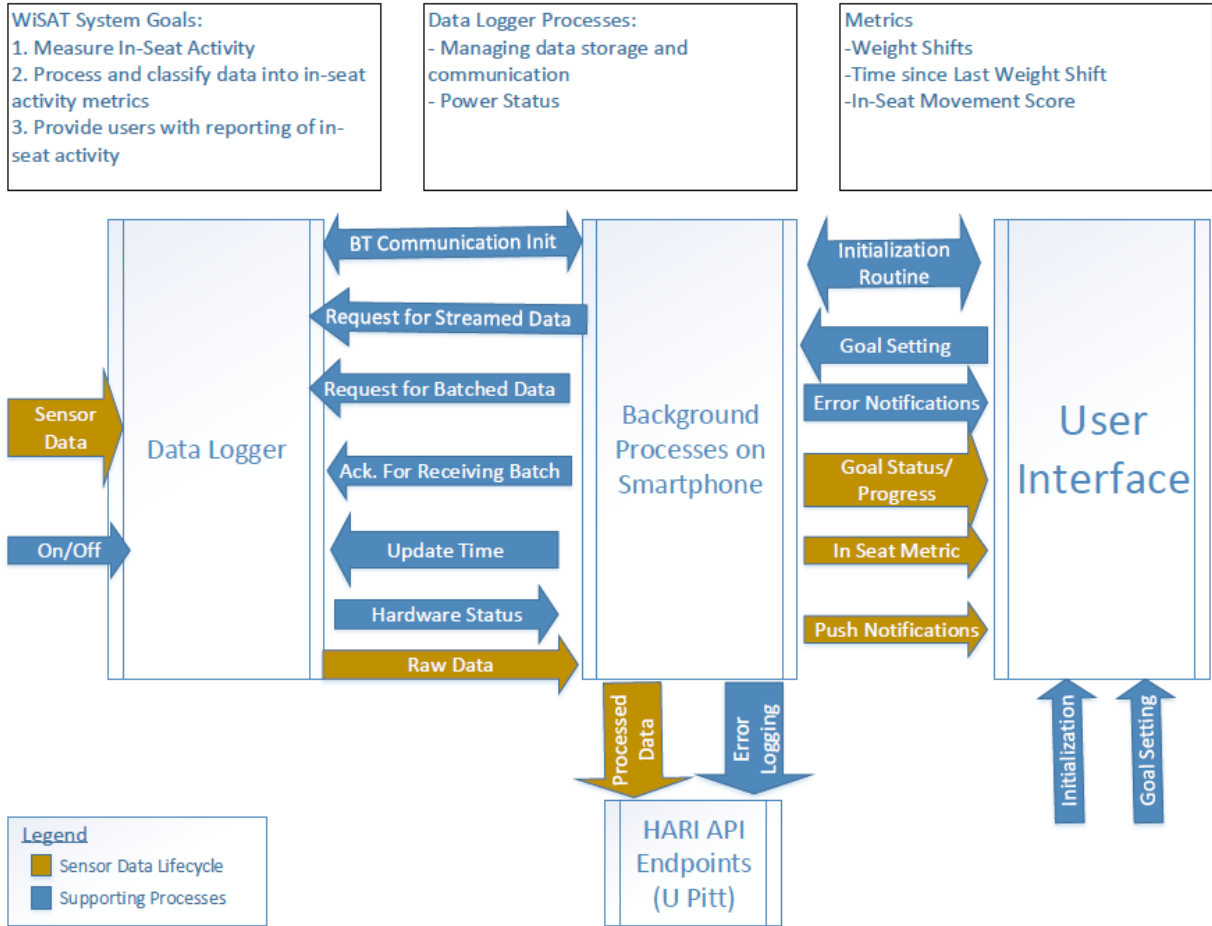 WiSAT System Goals:
1. Measure In-Seat Activity
2. Process and classify data into in-seat
activity metrics
3. Provide users with reporting of in-
seat activity
Data Logger Processes:
- Managing data storage and
communication
- Power Status
Metrics
-Weight Shifts
-Time since Last Weight Shift
-In-Seat Movement Score
Sensor
Data
On/Off
Data Logger
BT Communication Init
Request for Streamed Data
Request for Batched Data
Ack. For Receiving Batch
Update Time
Hardware Status
Raw Data
Background
Processes on
Smartphone
Initialization
Routine
Goal Setting
Error Notifications
Goal Status/
Progress
In Seat Metric
Push Notifications
User
Interface
Processed
Data
Error
Logging
Initialization
Goal Setting
HARI API
Endpoints
(U Pitt)
Legend
Sensor Data Lifecycle
Supporting Processes